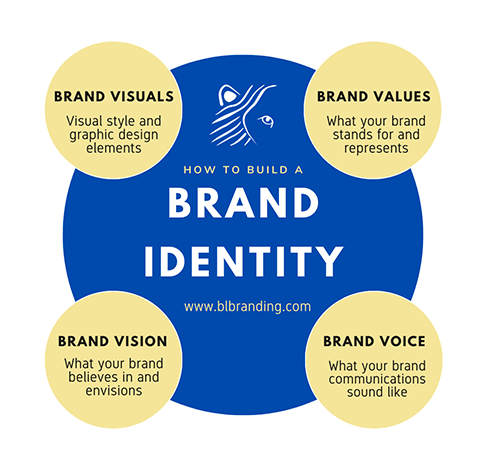 BRAND VISUALS
Visual style and
graphic design
elements
BRAND VALUES
What your brand
stands for and
represents
HOW TO BUILD A
BRAND
IDENTITY
www.blbranding.com
BRAND VISION
What your brand
believes in and
envisions
BRAND VOICE
What your brand
communications
sound like